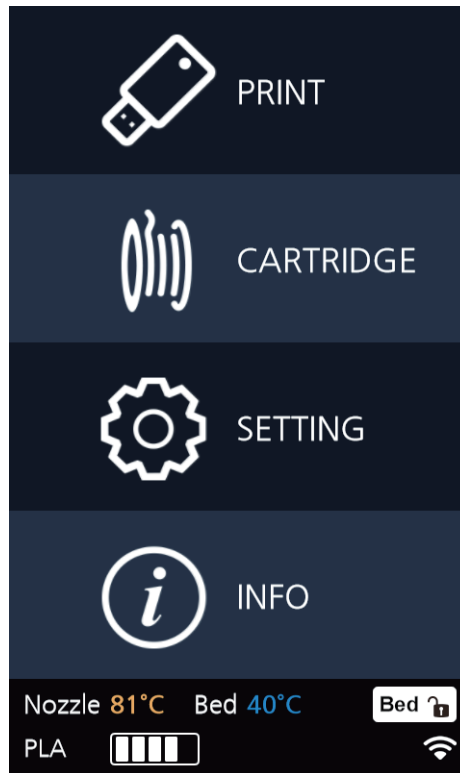 PRINT
CARTRIDGE
SETTING
INFO
Nozzle 81°C Bed 40°C Bed
PLA